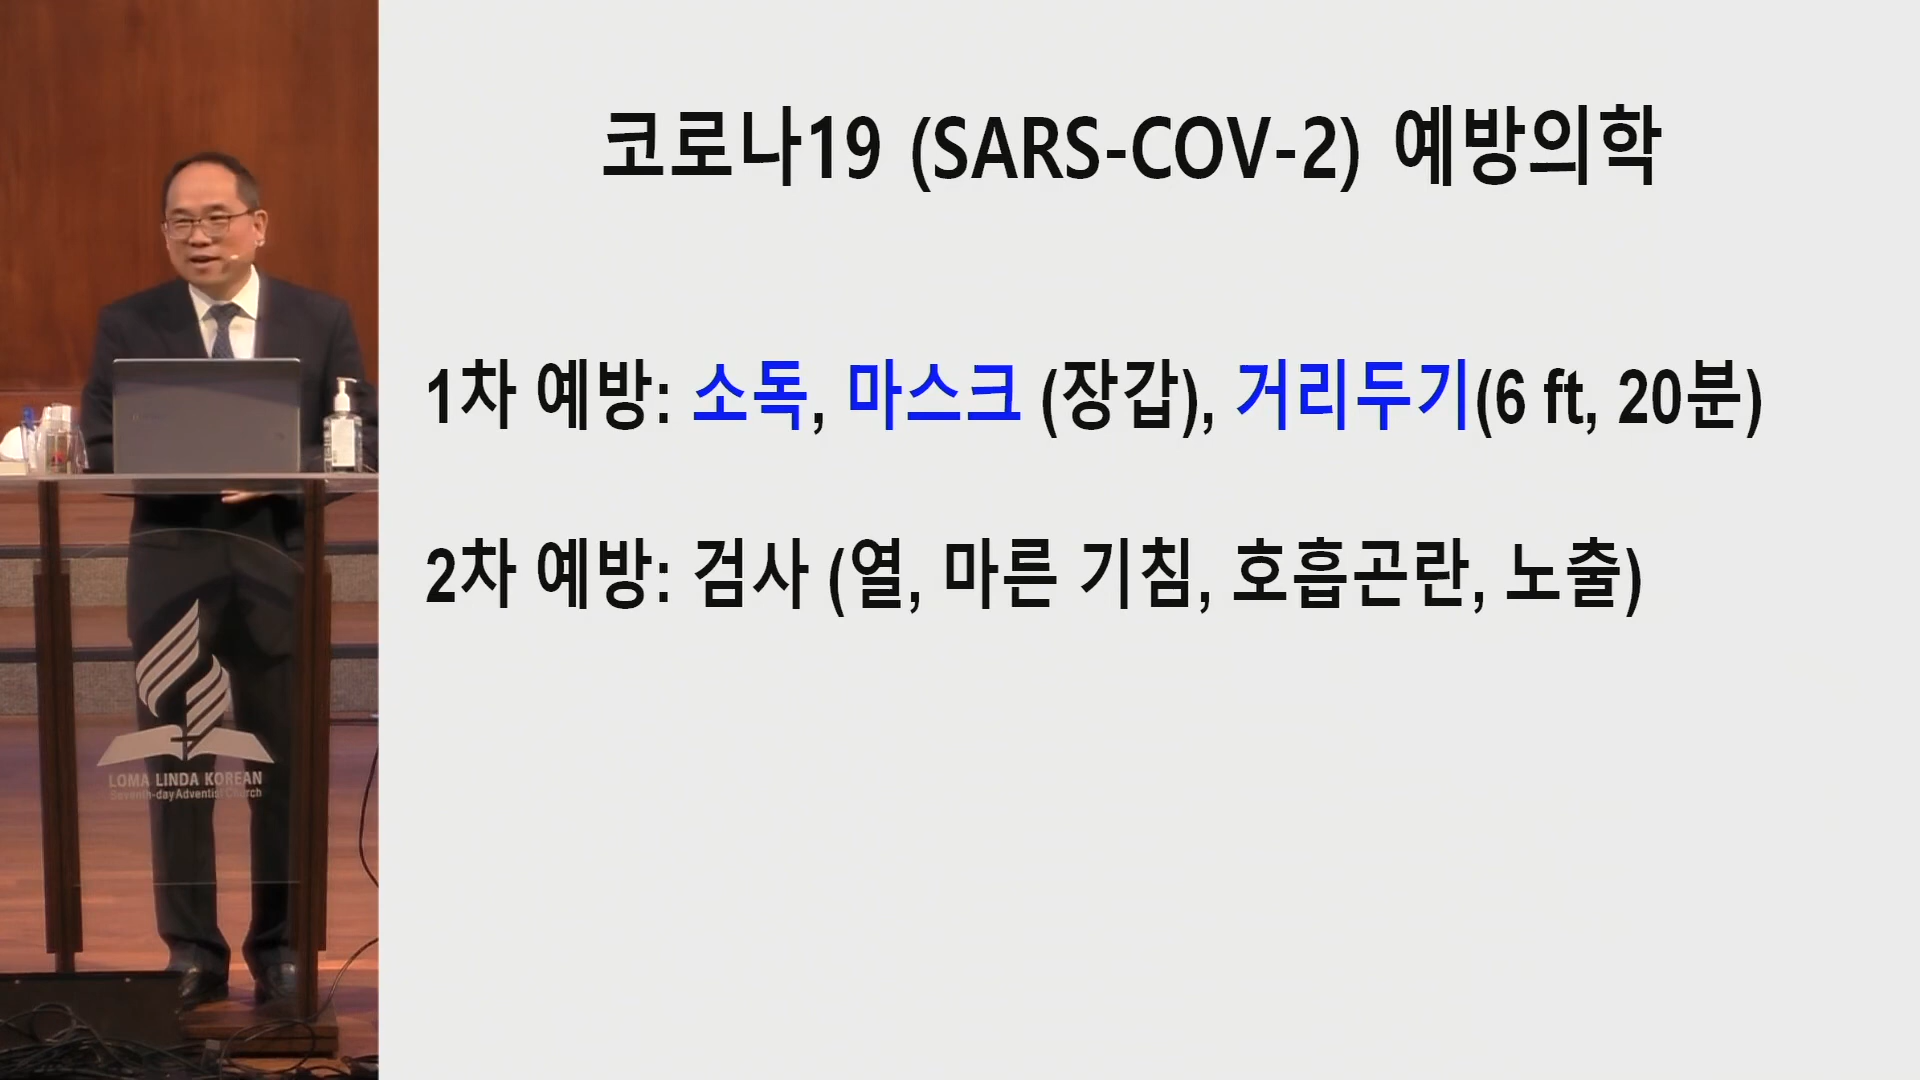 코로나19 (SARS-COV-2) 예방의학
1차 예방: 소독, 마스크 (장갑), 거리두기(6 ft, 20분)
2차 예방: 검사 (열, 마른 기침, 호흡곤란, 노출)
LOMA LINDA KOREAN
Seventh-day Adventist Church